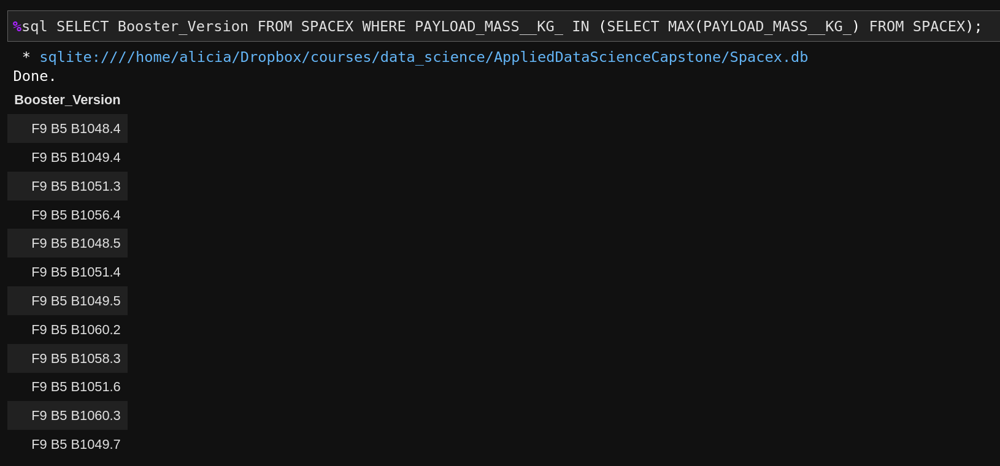 %sql SELECT Booster_Version FROM SPACEX WHERE PAYLOAD_MASS__KG_ IN (SELECT MAX(PAYLOAD_MASS__KG_) FROM SPACEX);
* sqlite:////home/alicia/Dropbox/courses/data_science/AppliedDataScienceCapstone/Spacex.db
Done.
Booster_Version
F9 B5 B1048.4
F9 B5 B1049.4
F9 B5 B1051.3
F9 B5 B1056.4
F9 B5 B1048.5
F9 B5 B1051.4
F9 B5 B1049.5
F9 B5 B1060.2
F9 B5 B1058.3
F9 B5 B1051.6
F9 B5 B1060.3
F9 B5 B1049.7